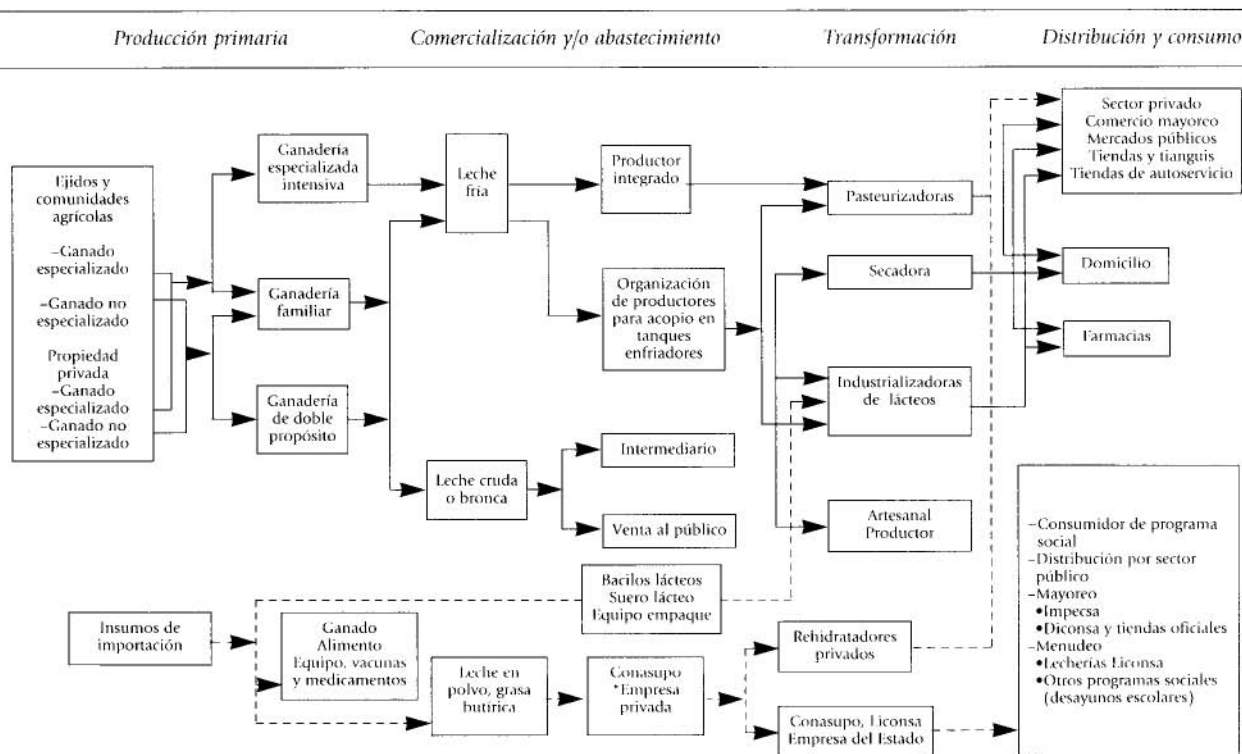 Producción primaria
Comercialización y/o abastecimiento
Transformación
Distribución y consumo
Ejidos y
comunidades
agrícolas
–Ganado
especializado
–Ganado no
especializado
Propiedad
privada
–Ganado
especializado
–Ganado no
especializado
Ganadería
especializada
intensiva
Ganadería
familiar
Ganadería
de doble
propósito
Leche
fría
Leche cruda
o bronca
Productor
integrado
Organización
de productores
para acopio en
tanques
enfriadores
Intermediario
Venta al público
Pasteurizadoras
Secadora
Industrializadoras
de lácteos
Artesanal
Productor
Sector privado
Comercio mayoreo
Mercados públicos
Tiendas y tianguis
Tiendas de autoservicio
Domicilio
Farmacias
Insumos de
importación
Ganado
Alimento
Equipo, vacunas
y medicamentos
Bacilos lácteos
Suero lácteo
Equipo empaque
Leche en
polvo, grasa
butírica
Conasupo
*Empresa
privada
Rehidratadores
privados
Conasupo, Liconsa
Empresa del Estado
–Consumidor de programa
social
–Distribución por sector
público
–Mayoreo
•Impecsa
•Diconsa y tiendas oficiales
–Menudeo
•Lecherías Liconsa
•Otros programas sociales
(desayunos escolares)